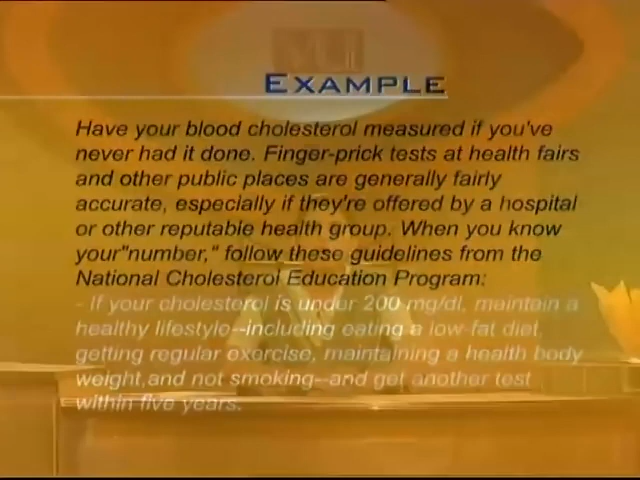 EXAMPLE
Have your blood cholesterol measured if you've
never had it done. Finger-prick tests at health fairs
and other public places are generally fairly
accurate, especially if they're offered by a hospital
or other reputable health group. When you know
your"number," follow these guidelines from the
National Cholesterol Education Program:
- If your cholesterol is under 200 mg/dl, maintain a
healthy lifestyle--including eating a low-fat diet,
getting regular exercise, maintaining a health body
weight,and not smoking--and get another test
within five years.